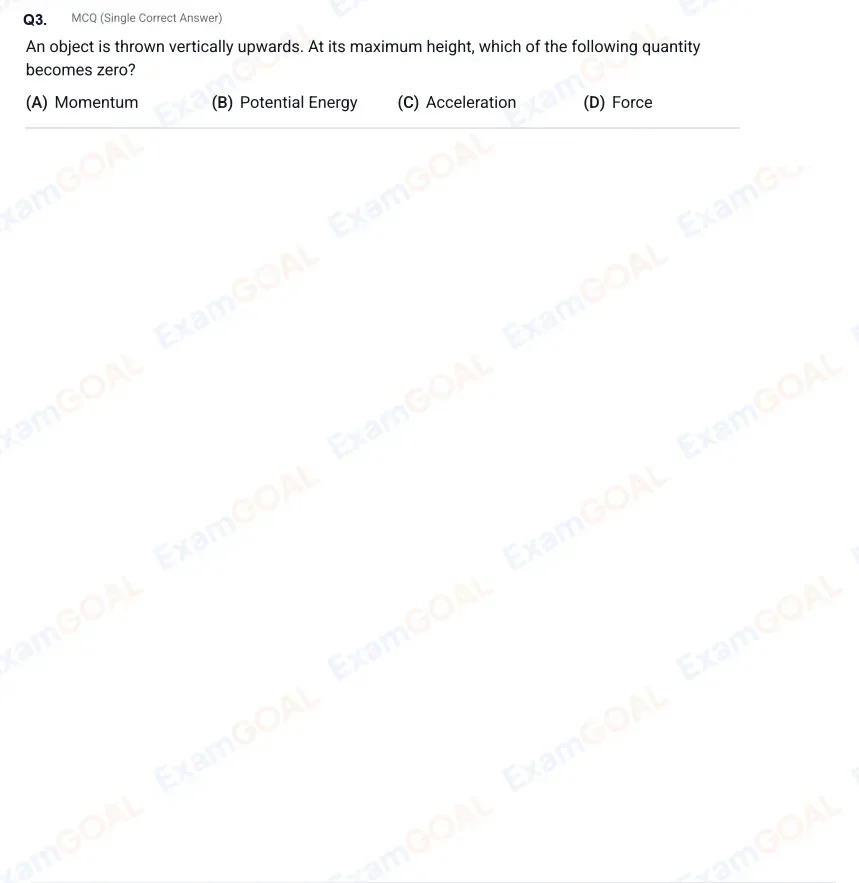 Q3. MCQ (Single Correct Answer)
An object is thrown vertically upwards. At its maximum height, which of the following quantity
becomes zero?
(A) Momentum (B) Potential Energy (C) Acceleration (D) Force
ExamGOAL